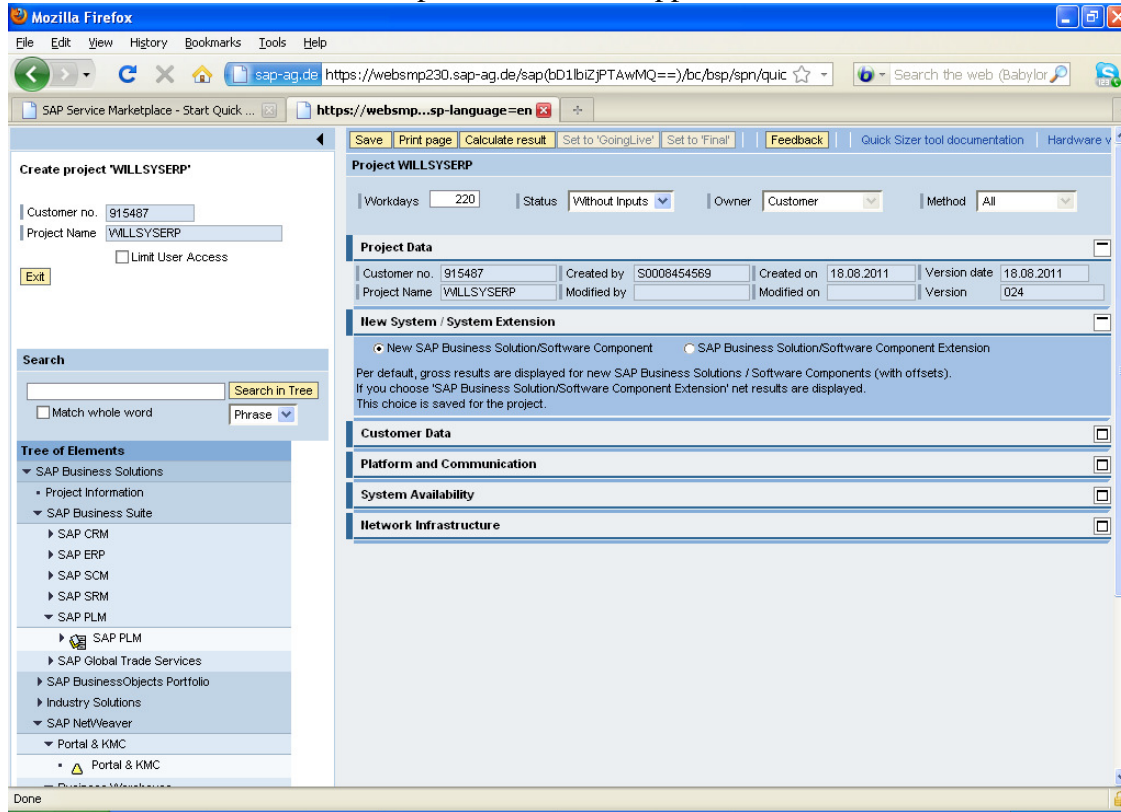 Mozilla Firefox
File Edit View History Bookmarks Tools Help
sap-ag.de https://websmp230.sap-ag.de/sap(bD1lbiZjPTAwMQ==)/bc/bsp/spn/quic Search the web (Babylor
SAP Service Marketplace - Start Quick ... https://websmp...sp-language=en
Save Print page Calculate result Set to 'GoingLive' Set to 'Final' Feedback Quick Sizer tool documentation Hardware v
Create project 'WILLSYSERP'
Customer no. 915487
Project Name WILLSYSERP
Limit User Access
Exit
Search
Search in Tree
Match whole word Phrase
Tree of Elements
SAP Business Solutions
Project Information
SAP Business Suite
SAP CRM
SAP ERP
SAP SCM
SAP SRM
SAP PLM
SAP PLM
SAP Global Trade Services
SAP BusinessObjects Portfolio
Industry Solutions
SAP NetWeaver
Portal & KMC
Portal & KMC
Project WILLSYSERP
Workdays 220 Status Without Inputs Owner Customer Method All
Project Data
Customer no. 915487 Created by S0008454569 Created on 18.08.2011 Version date 18.08.2011
Project Name WILLSYSERP Modified by Modified on Version 024
New System / System Extension
New SAP Business Solution/Software Component SAP Business Solution/Software Component Extension
Per default, gross results are displayed for new SAP Business Solutions / Software Components (with offsets).
If you choose 'SAP Business Solution/Software Component Extension' net results are displayed.
This choice is saved for the project.
Customer Data
Platform and Communication
System Availability
Network Infrastructure
Done